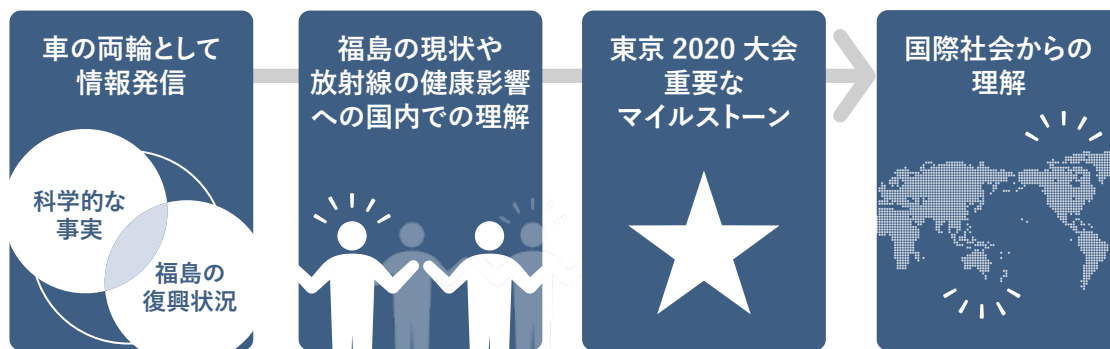 車の両輪として
情報発信
科学的な
事実
福島の
復興状況
福島の現状や
放射線の健康影響
への国内での理解
東京 2020 大会
重要な
マイルストーン
国際社会からの
理解